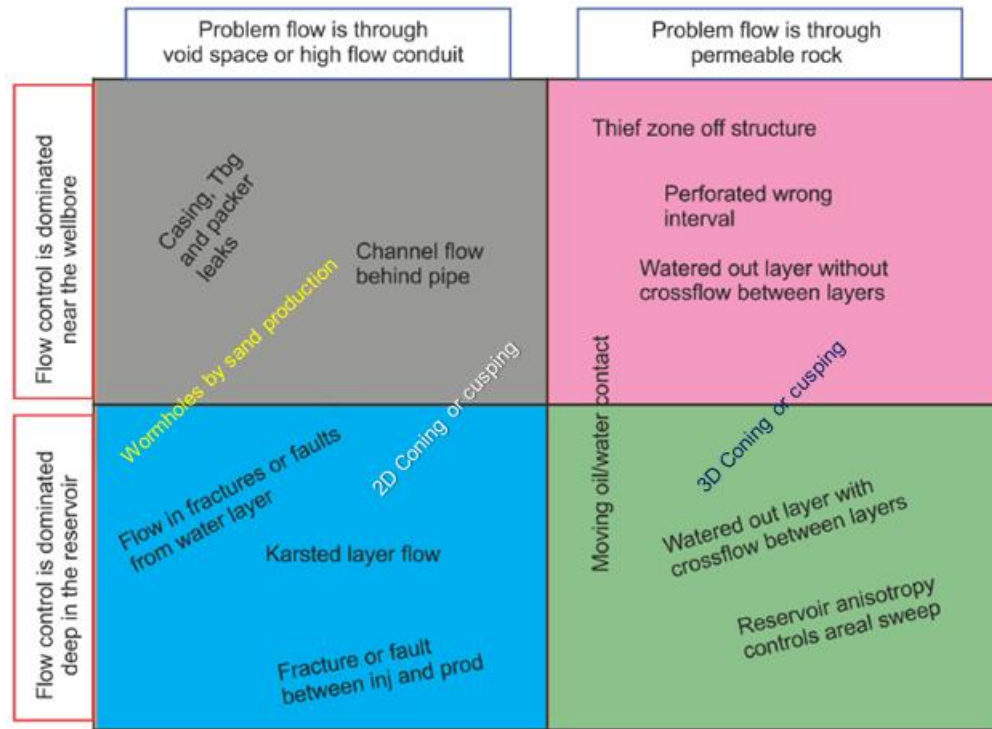 Problem flow is through
void space or high flow conduit
Problem flow is through
permeable rock
Flow control is dominated
near the wellbore
Casing, Tbg
and packer
leaks
Channel flow
behind pipe
Wormholes by sand production
2D Coning or cusping
Thief zone off structure
Perforated wrong
interval
Watered out layer without
crossflow between layers
Moving oil/water contact
3D Coning or cusping
Flow control is dominated
deep in the reservoir
Flow in fractures or faults
from water layer
Karsted layer flow
Fracture or fault
between inj and prod
Watered out layer with
crossflow between layers
Reservoir anisotropy
controls areal sweep